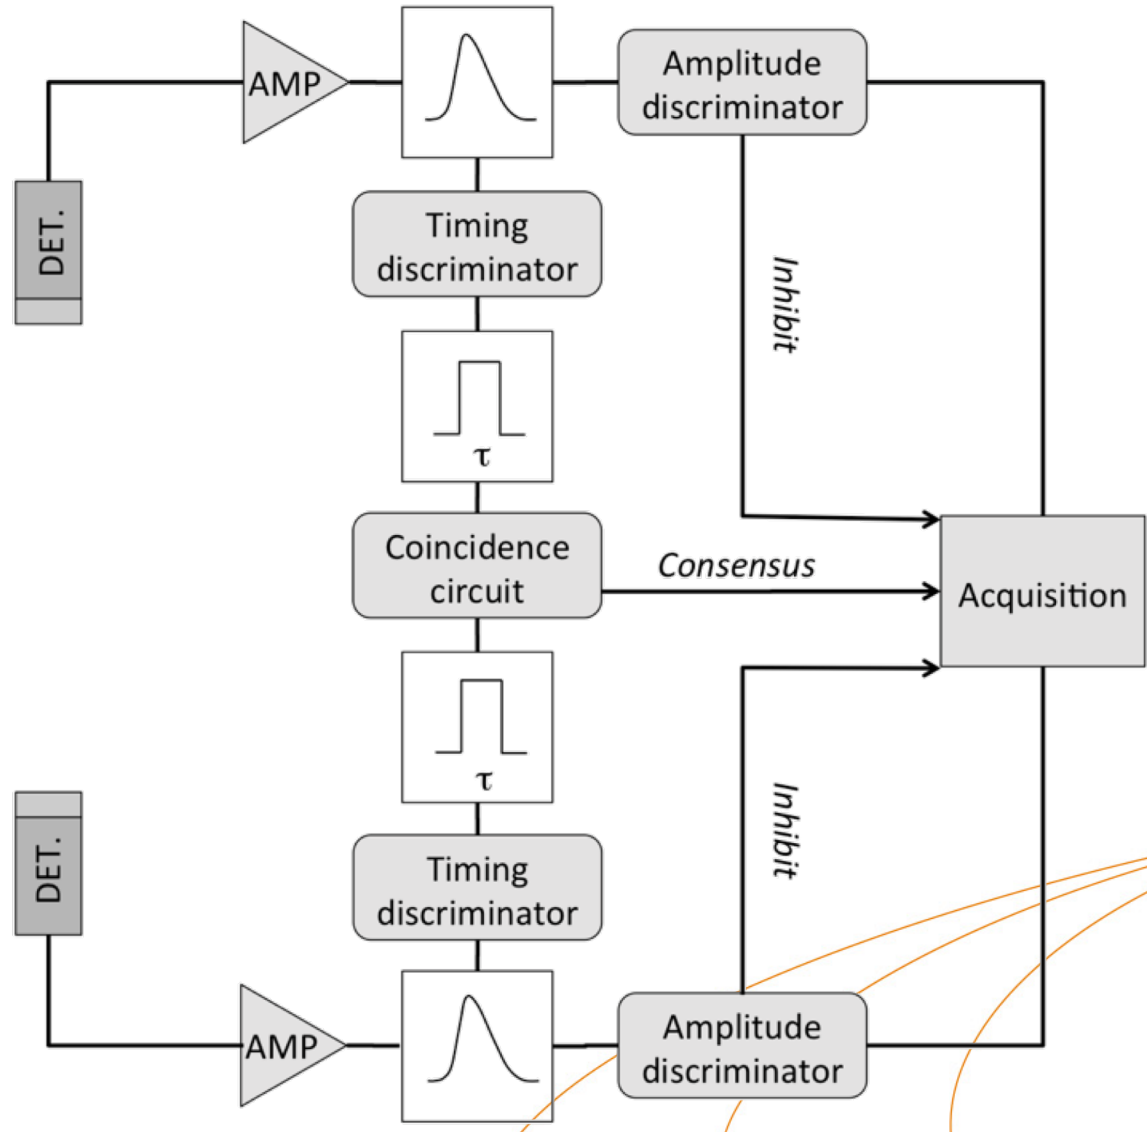 AMP
Amplitude
discriminator
DET.
Timing
discriminator
Inhibit
τ
Coincidence
circuit
Consensus
Acquisition
τ
Inhibit
DET.
Timing
discriminator
AMP
Amplitude
discriminator